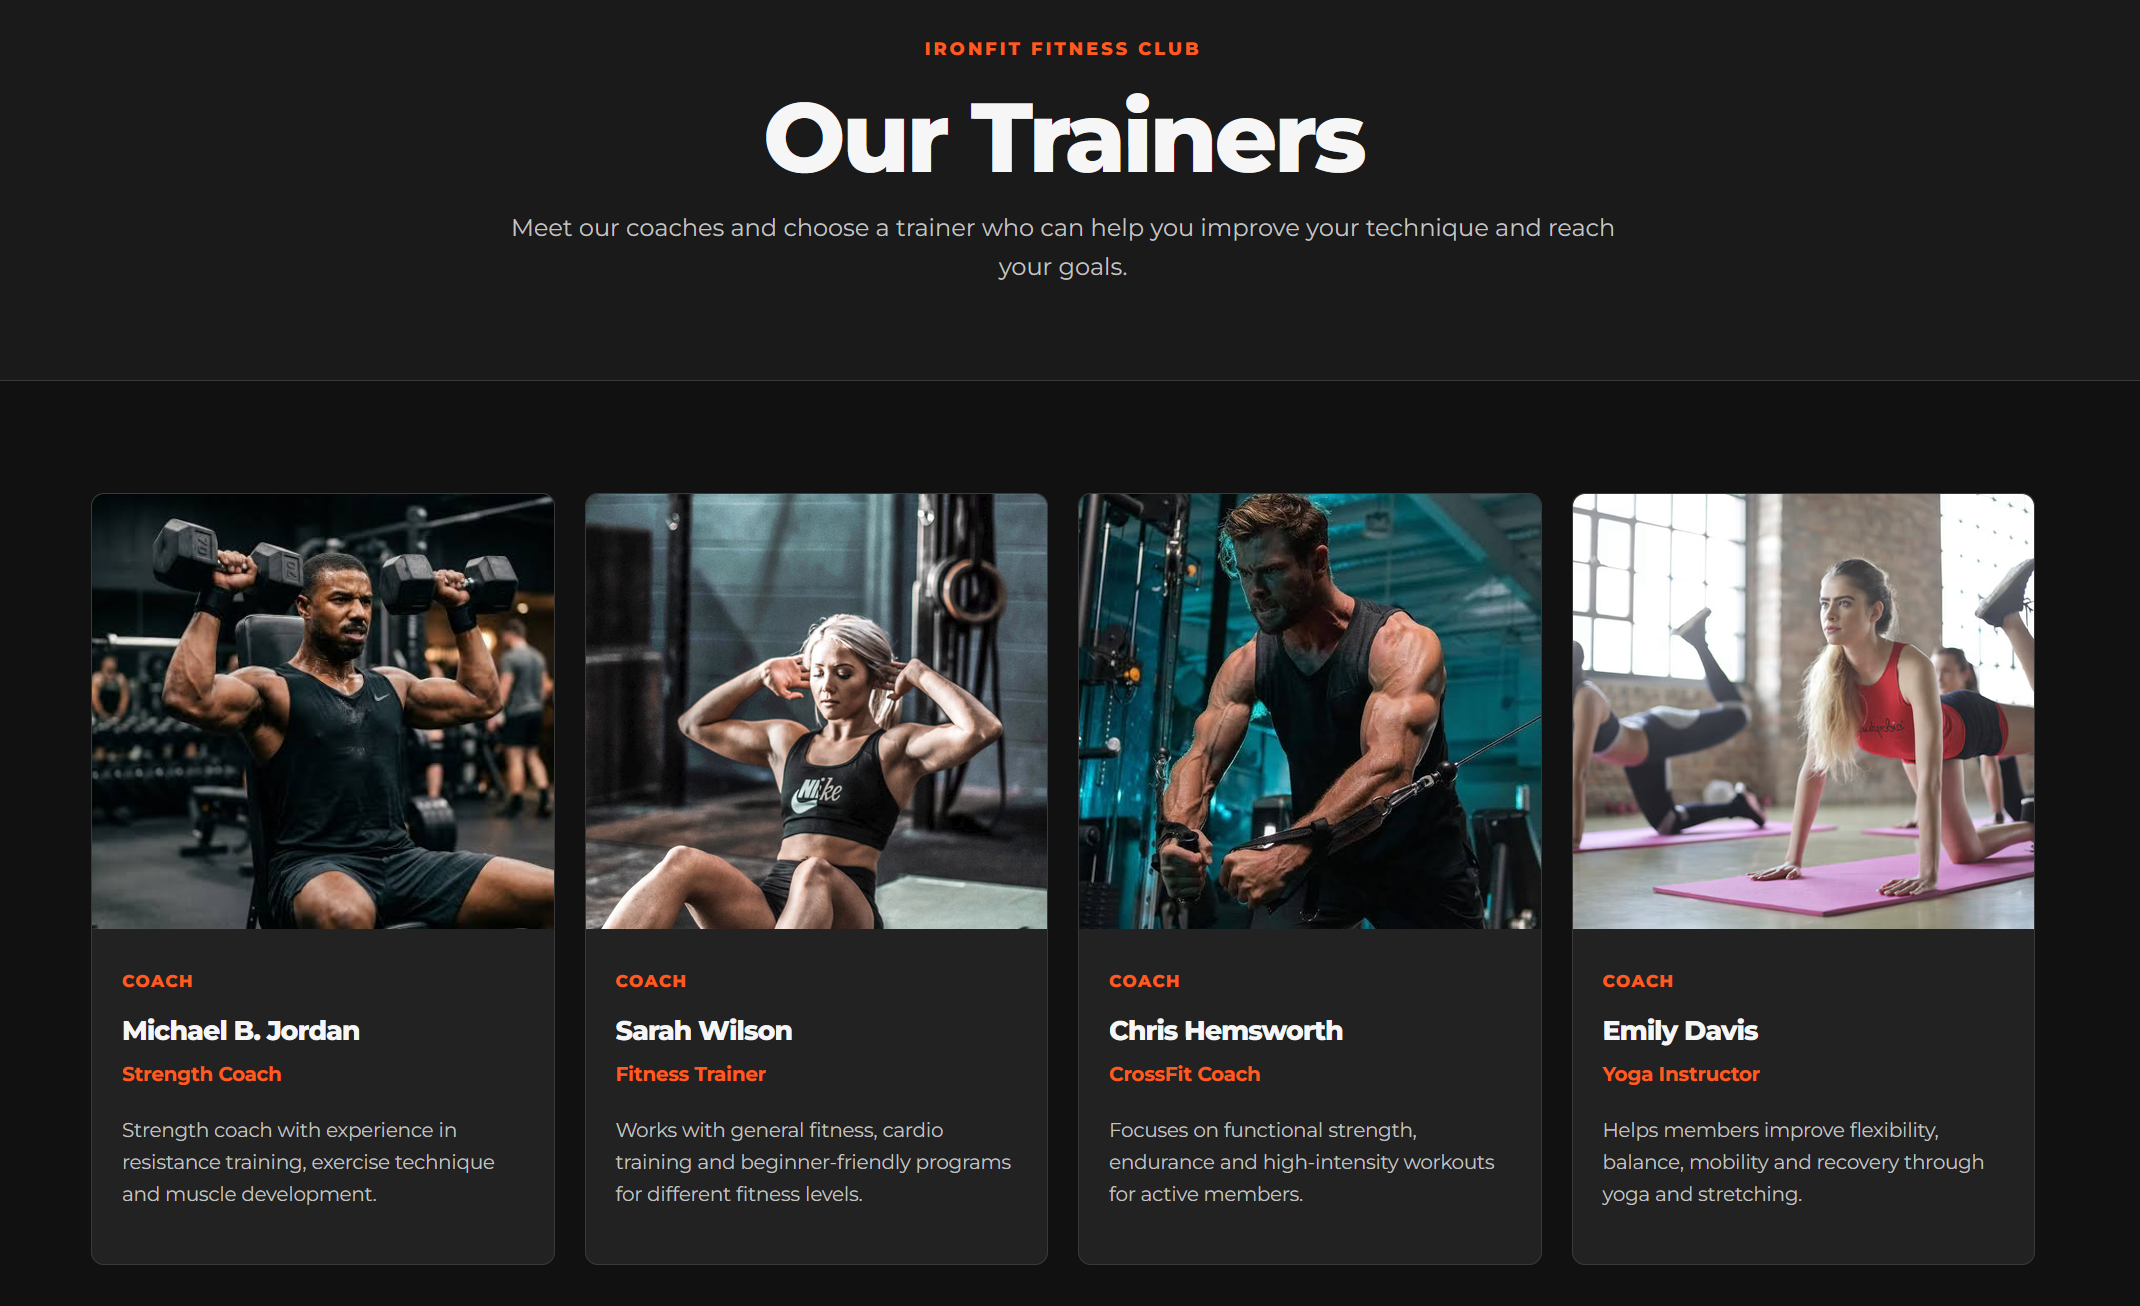 IRONFIT FITNESS CLUB
Our Trainers
Meet our coaches and choose a trainer who can help you improve your technique and reach
your goals.
70
70
Nike
COACH
Michael B. Jordan
Strength Coach
Strength coach with experience in
resistance training, exercise technique
and muscle development.
COACH
Sarah Wilson
Fitness Trainer
Works with general fitness, cardio
training and beginner-friendly programs
for different fitness levels.
COACH
Chris Hemsworth
CrossFit Coach
Focuses on functional strength,
endurance and high-intensity workouts
for active members.
COACH
Emily Davis
Yoga Instructor
Helps members improve flexibility,
balance, mobility and recovery through
yoga and stretching.